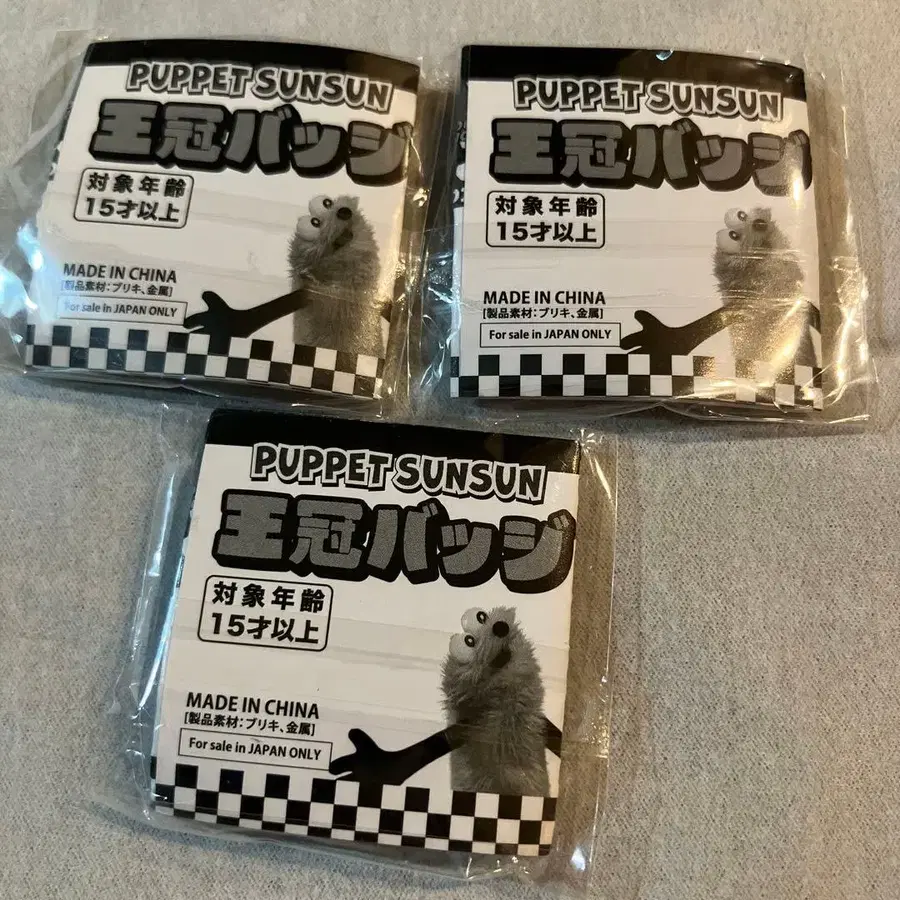 PUPPET SUNSUN
王冠バッジ
対象年齢
15才以上
MADE IN CHINA
[製品素材：ブリキ、金属]
For sale in JAPAN ONLY
PUPPET SUNSUN
王冠バッジ
対象年齢
15才以上
MADE IN CHINA
[製品素材：ブリキ、金属]
For sale in JAPAN ONLY
PUPPET SUNSUN
王冠バッジ
対象年齢
15才以上
MADE IN CHINA
[製品素材：ブリキ、金属]
For sale in JAPAN ONLY